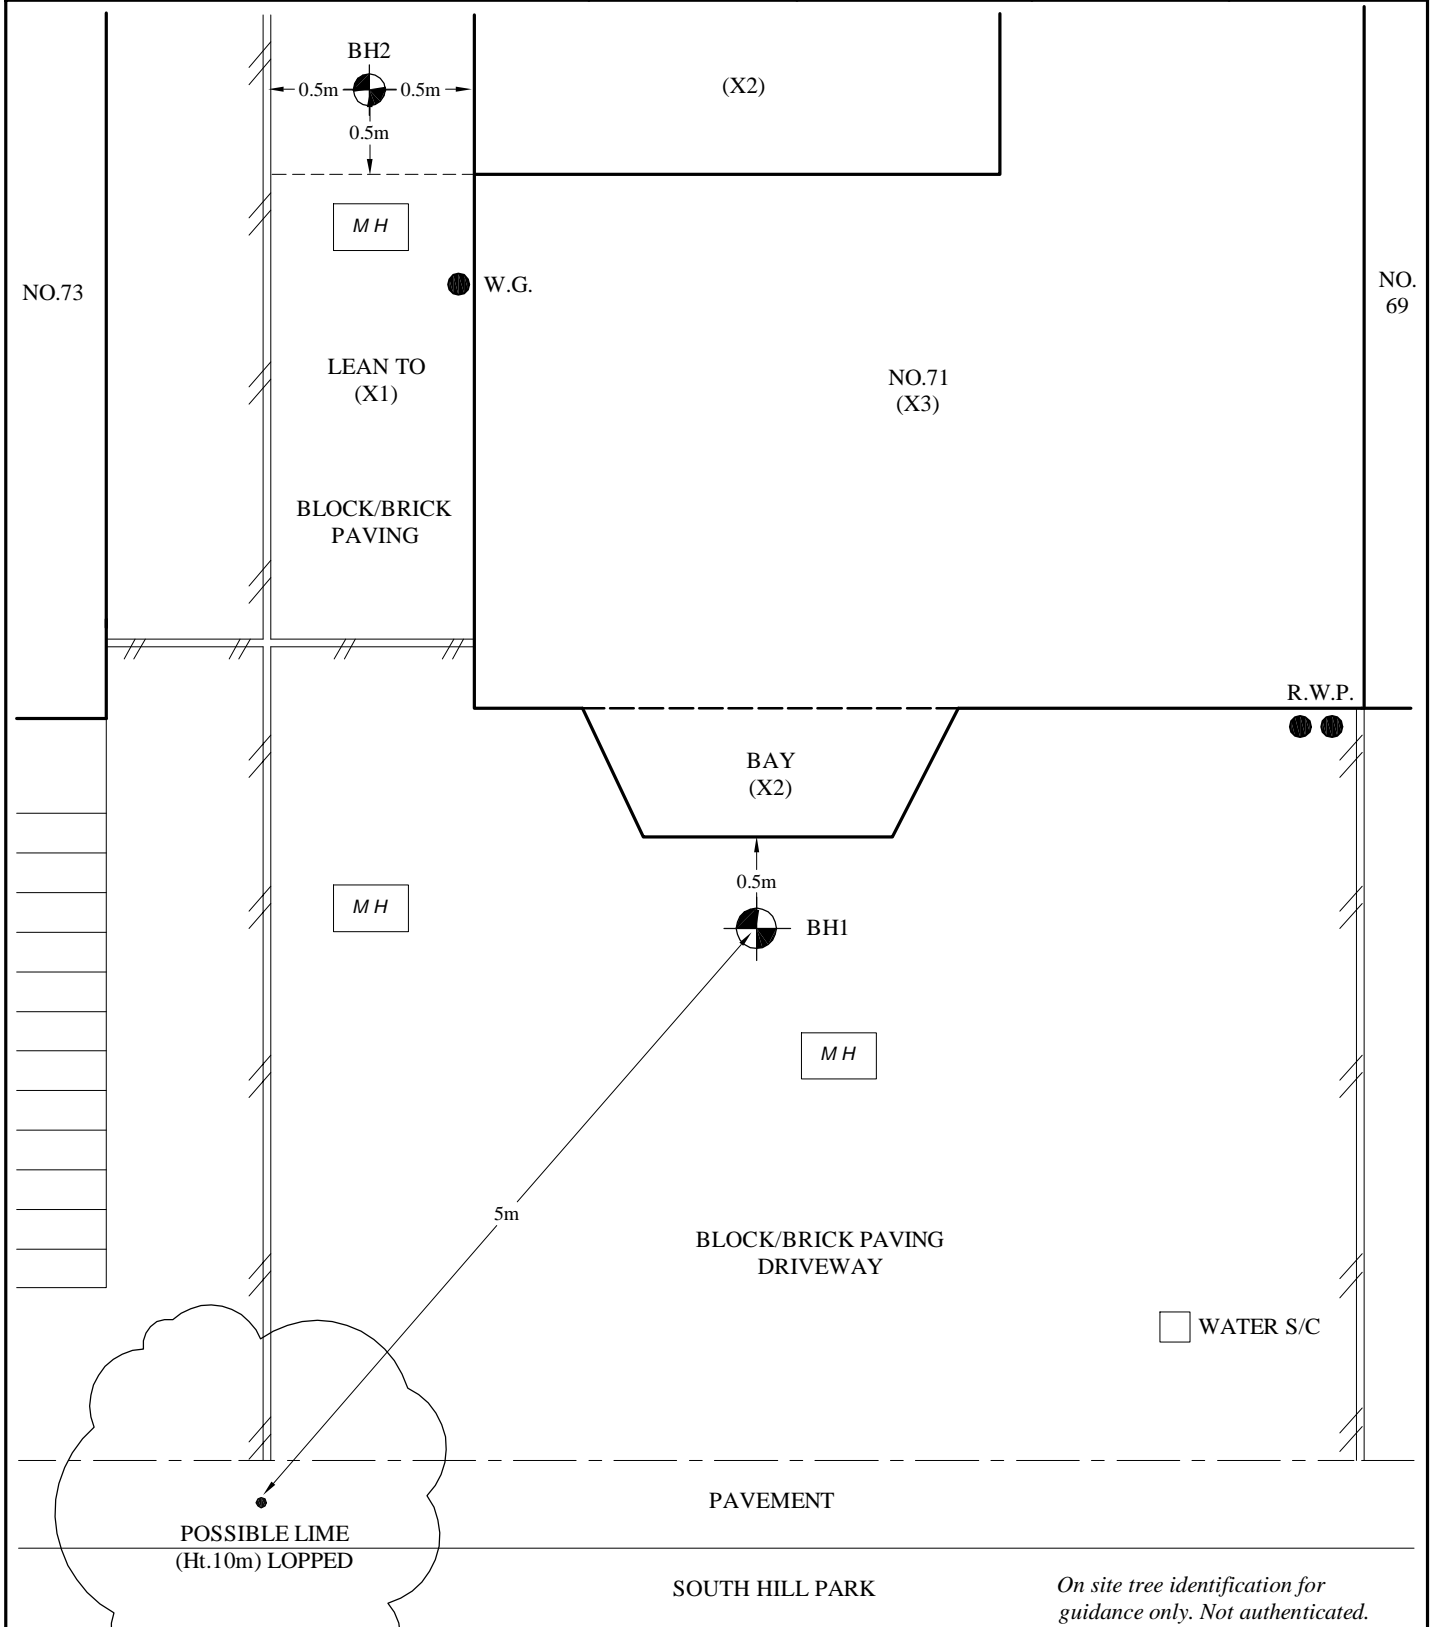 BH2
0.5m
0.5m
(X2)
0.5m
M H
W.G.
NO.73
NO.
69
LEAN TO
(X1)
NO.71
(X3)
BLOCK/BRICK
PAVING
R.W.P.
BAY
(X2)
0.5m
M H
BH1
M H
5m
BLOCK/BRICK PAVING
DRIVEWAY
WATER S/C
PAVEMENT
POSSIBLE LIME
(Ht.10m) LOPPED
SOUTH HILL PARK
On site tree identification for
guidance only. Not authenticated.